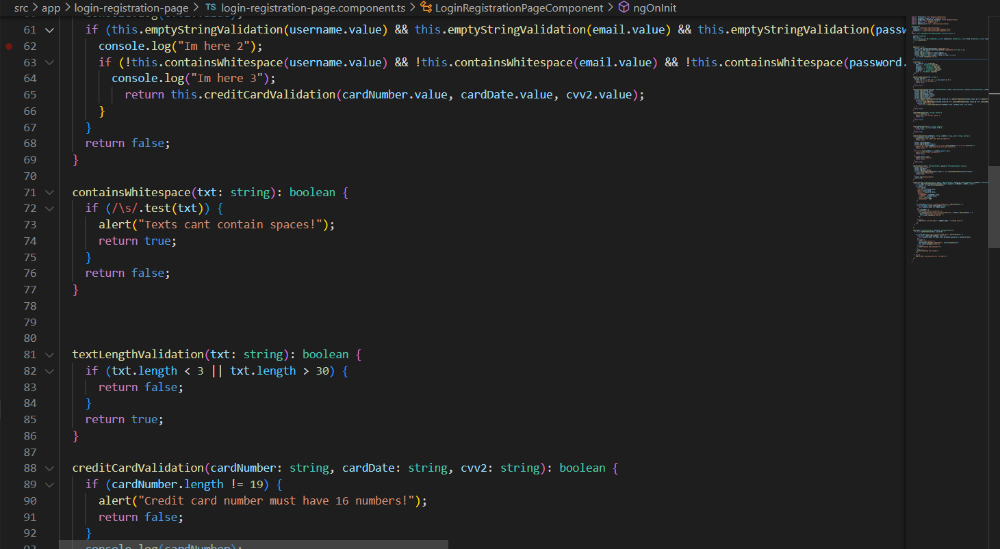 src > app > login-registration-page > TS login-registration-page.component.ts > LoginRegistrationPageComponent > ngOnInit
61 if (this.emptyStringValidation(username.value) && this.emptyStringValidation(email.value) && this.emptyStringValidation(passw
62 console.log("Im here 2");
63 if (!this.containsWhitespace(username.value) && !this.containsWhitespace(email.value) && !this.containsWhitespace(password.
64 console.log("Im here 3");
65 return this.creditCardValidation(cardNumber.value, cardDate.value, cvv2.value);
66 }
67 }
68 return false;
69 }
70
71 containsWhitespace(txt: string): boolean {
72 if (/\s/.test(txt)) {
73 alert("Texts cant contain spaces!");
74 return true;
75 }
76 return false;
77 }
78
79
80
81 textLengthValidation(txt: string): boolean {
82 if (txt.length < 3 || txt.length > 30) {
83 return false;
84 }
85 return true;
86 }
87
88 creditCardValidation(cardNumber: string, cardDate: string, cvv2: string): boolean {
89 if (cardNumber.length != 19) {
90 alert("Credit card number must have 16 numbers!");
91 return false;
92 }
93 console.log(cardNumber);